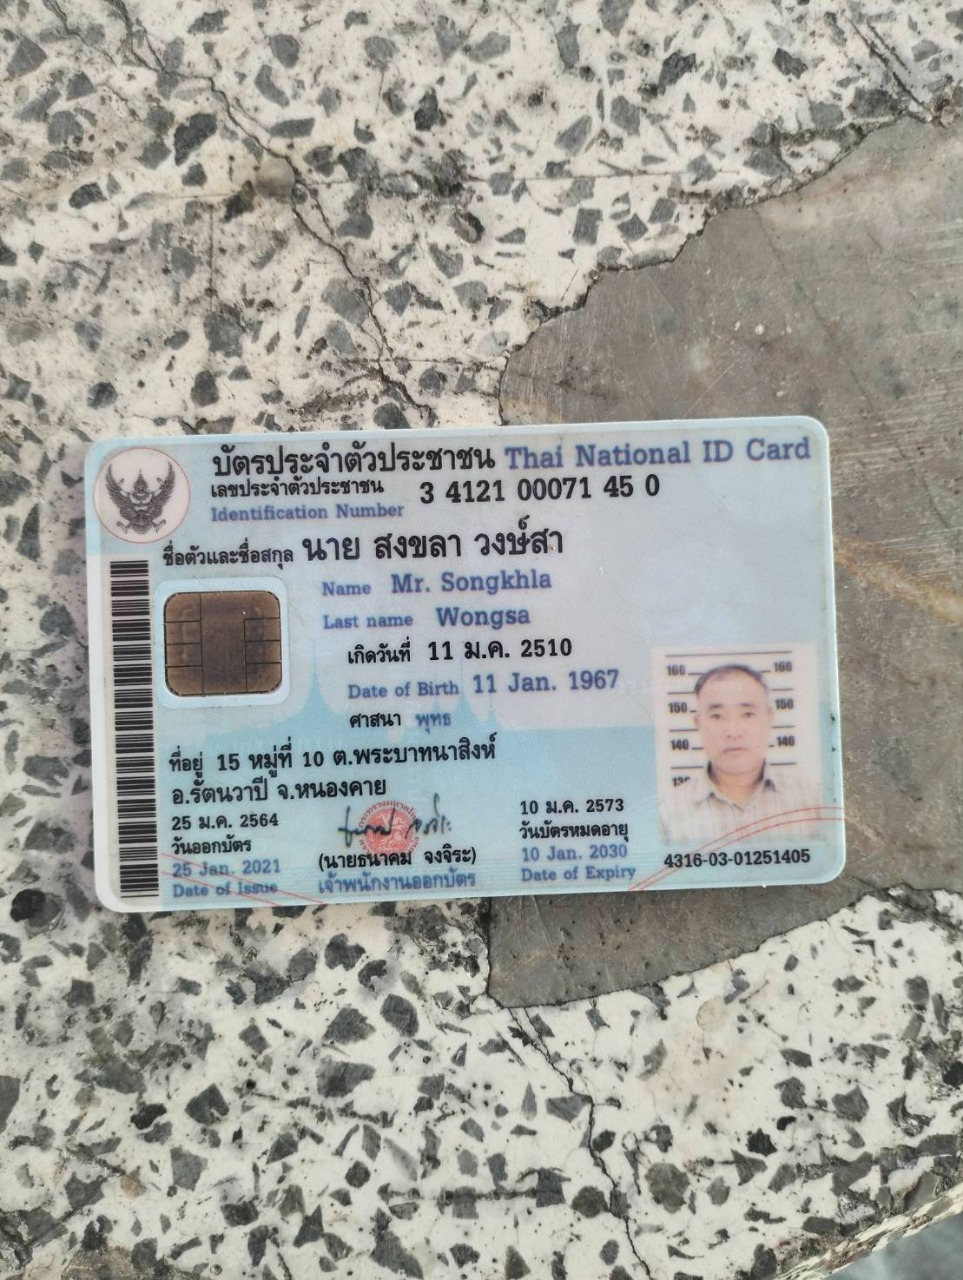 บัตรประจำตัวประชาชน Thai National ID Card
เลขประจำตัวประชาชน 3 4121 00071 45 0
Identification Number
ชื่อตัวและชื่อสกุล นาย สงขลา วงษ์สา
Name Mr. Songkhla
Last name Wongsa
เกิดวันที่ 11 ม.ค. 2510
Date of Birth 11 Jan. 1967
ศาสนา พุทธ
160 160
150 150
140 140
ที่อยู่ 15 หมู่ที่ 10 ต.พระบาทนาสิงห์
อ.รัตนวาปี จ.หนองคาย
25 ม.ค. 2564
วันออกบัตร
25 Jan. 2021
Date of Issue
(นายธนาคม จงจิระ)
เจ้าพนักงานออกบัตร
10 ม.ค. 2573
วันบัตรหมดอายุ
10 Jan. 2030
Date of Expiry
4316-03-01251405